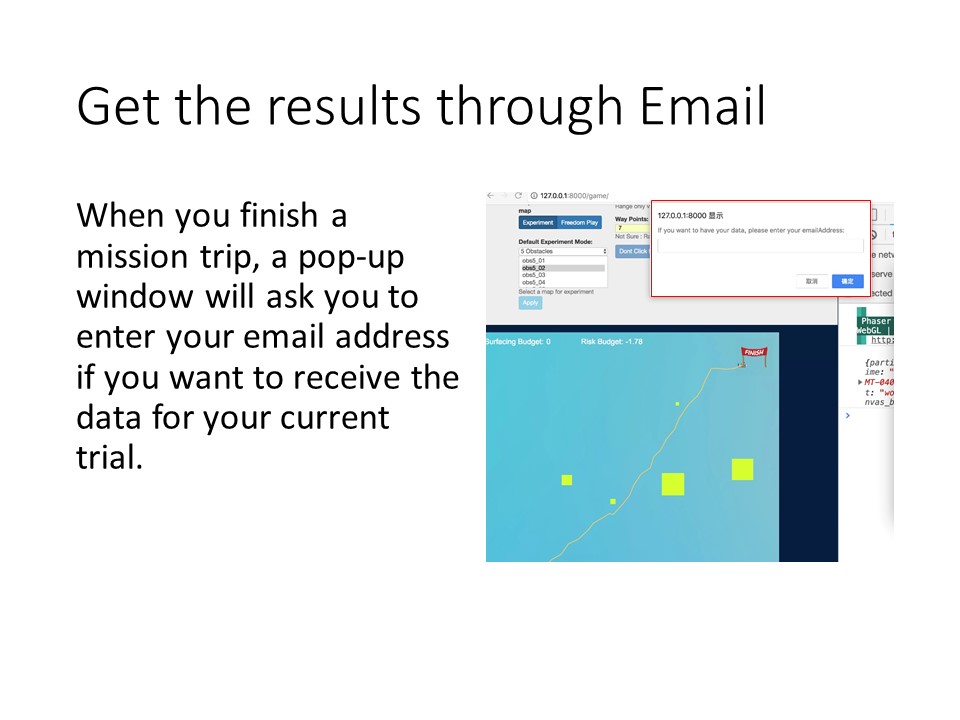 Get the results through Email
When you finish a
mission trip, a pop-up
window will ask you to
enter your email address
if you want to receive the
data for your current
trial.
127.0.0.1:8000/game/
map
Experiment Freedom Play
Default Experiment Mode:
5 Obstacles
obs5_01
obs5_02
obs5_03
obs5_04
Select a map for experiment
Apply
Range only v
Way Points:
7
Not Sure : Ra
Dont Click
127.0.0.1:8000 显示
If you want to have your data, please enter your emailAddress:
取消 确定
e netw
eserve
ected
Phaser
WebGL |
http:
{parti
ime: "
MT-040
t: "wo
nvas_b
Surfacing Budget: 0 Risk Budget: -1.78
FINISH